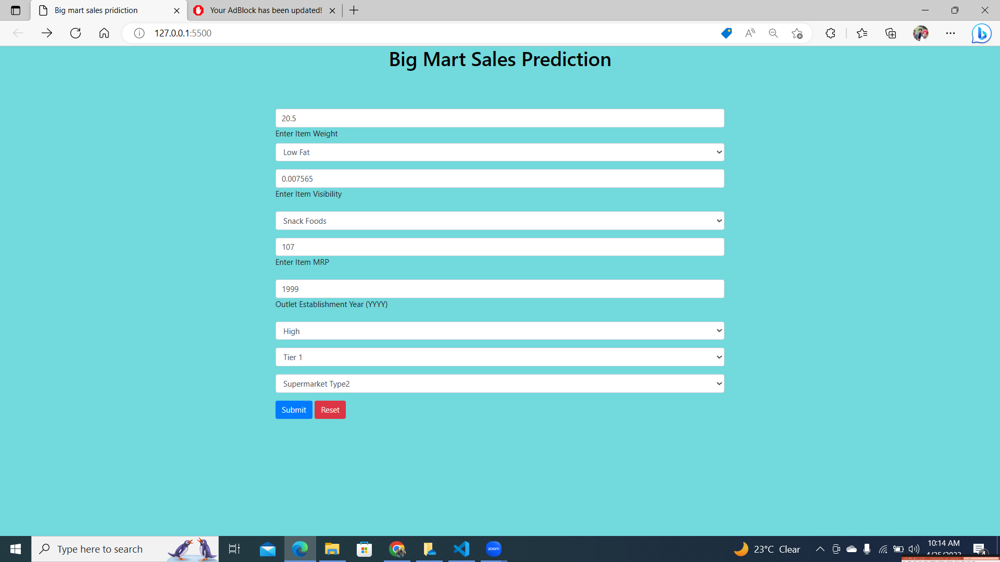 Big mart sales pridiction
Your AdBlock has been updated!
127.0.0.1:5500
Big Mart Sales Prediction
20.5
Enter Item Weight
Low Fat
0.007565
Enter Item Visibility
Snack Foods
107
Enter Item MRP
1999
Outlet Establishment Year (YYYY)
High
Tier 1
Supermarket Type2
Submit Reset
Type here to search
zoom
23°C Clear
10:14 AM